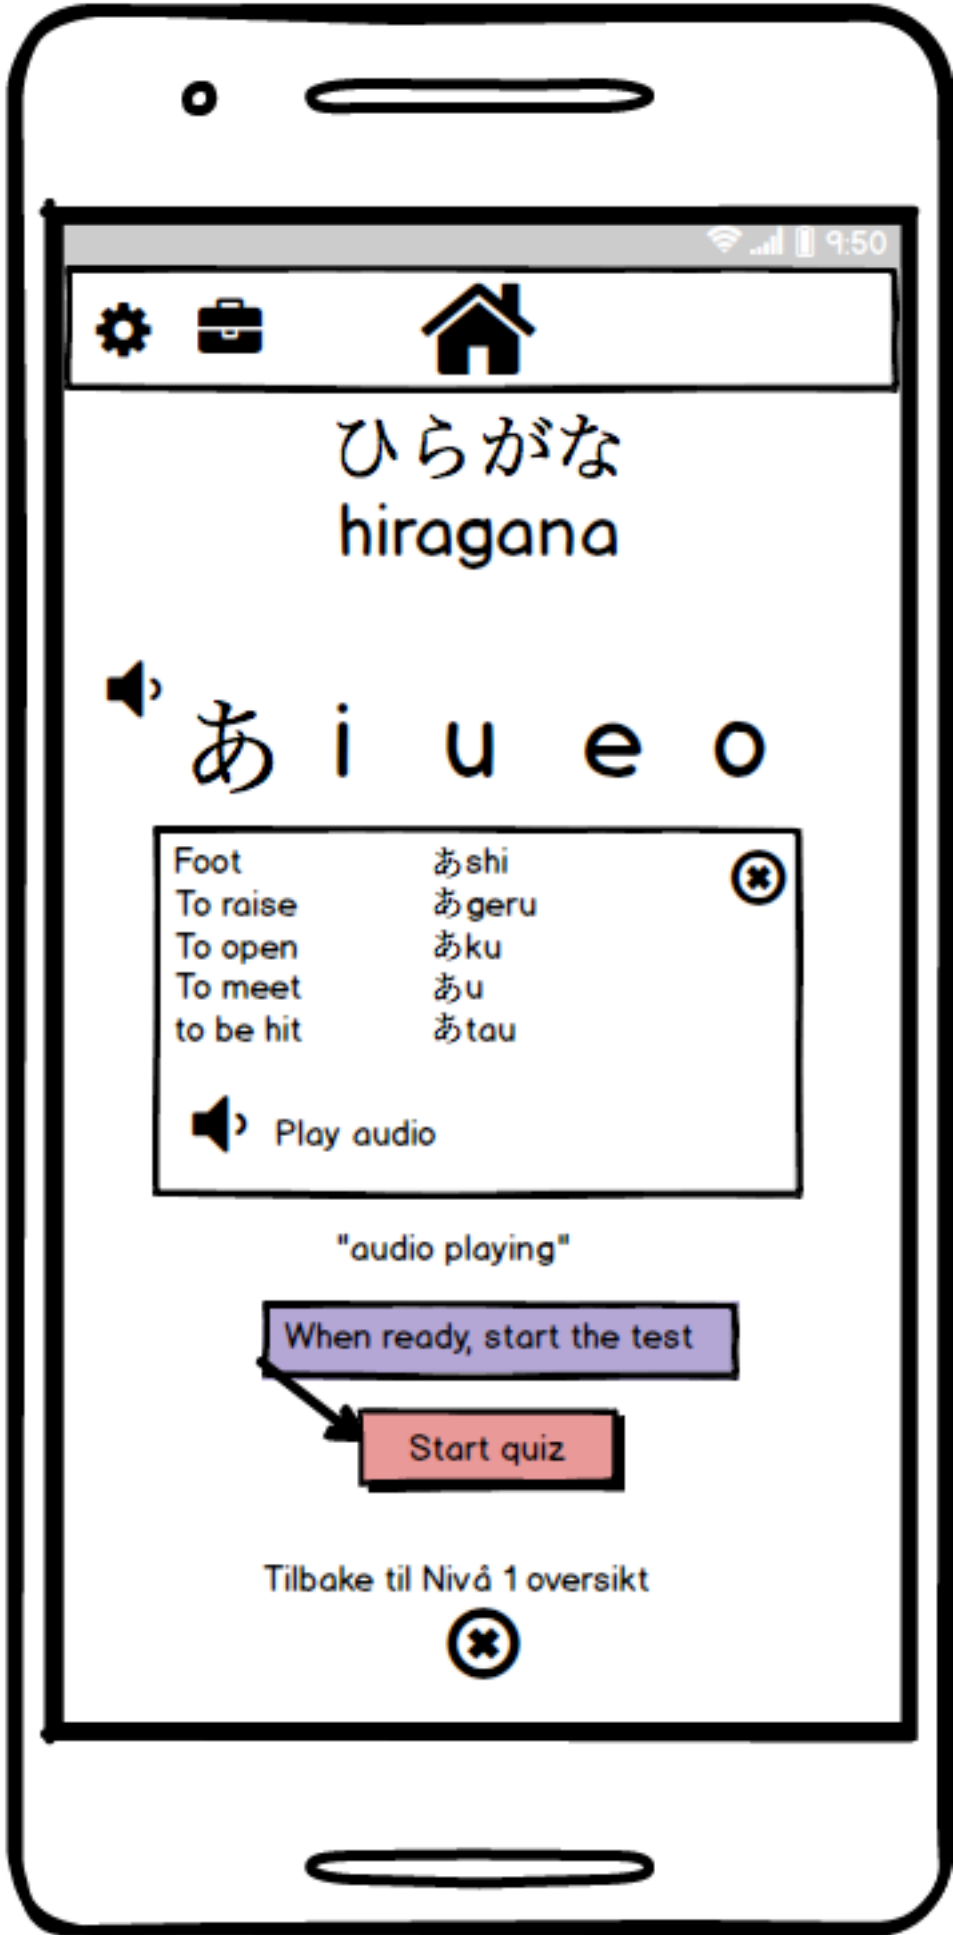 9:50
ひらがな
hiragana
あ i u e o
Foot あshi
To raise あgeru
To open あku
To meet あu
to be hit あtau
Play audio
"audio playing"
When ready, start the test
Start quiz
Tilbake til Nivå 1 oversikt